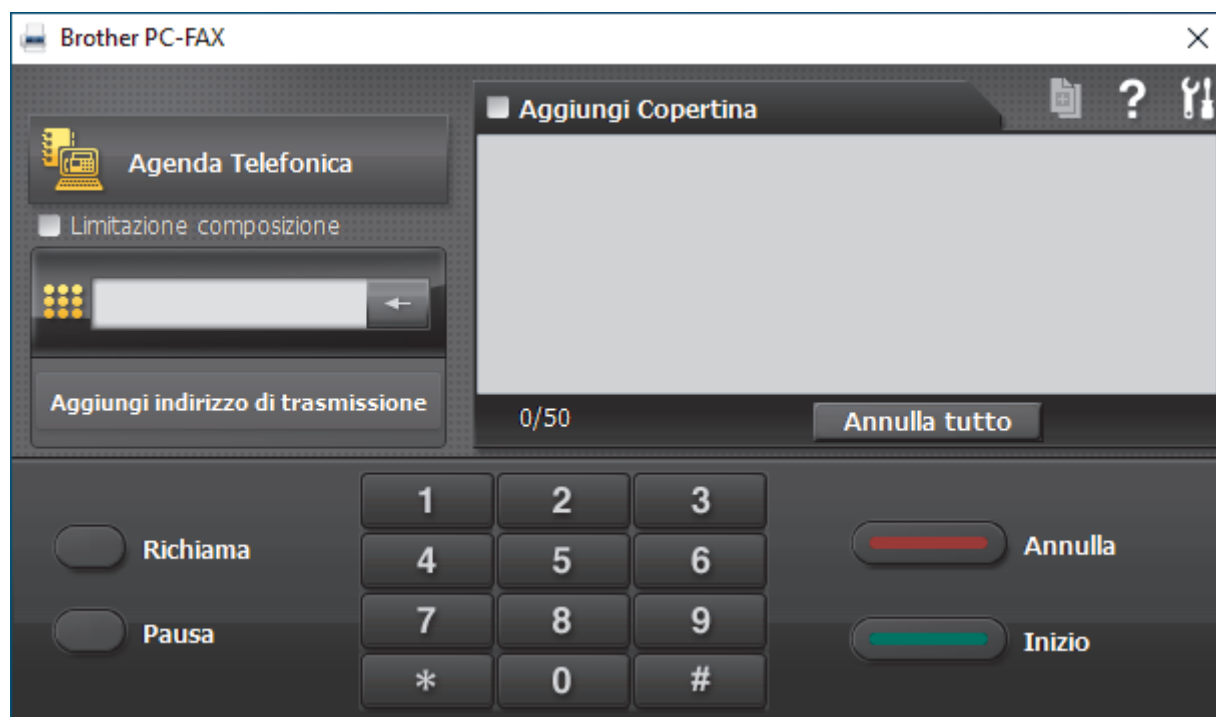 Brother PC-FAX
Agenda Telefonica
Limitazione composizione
Aggiungi indirizzo di trasmissione
Aggiungi Copertina
?
0/50
Annulla tutto
Richiama
Pausa
1 2 3
4 5 6
7 8 9
* 0 #
Annulla
Inizio